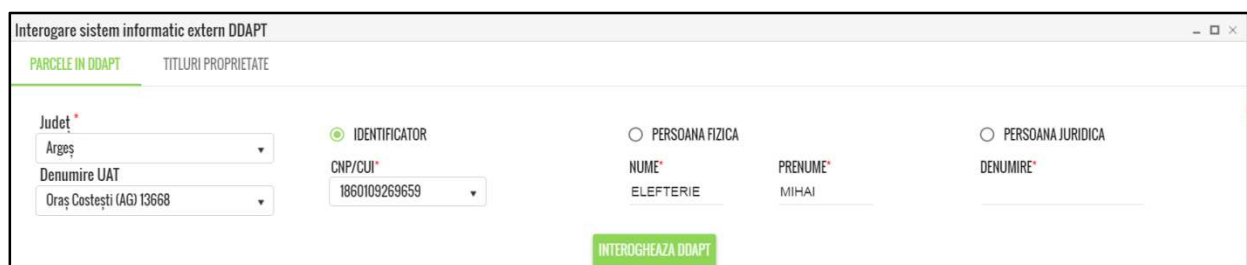 Interogare sistem informatic extern DDAPT
PARCELE IN DDAPT TITLURI PROPRIETATE
Județ *
Argeș
Denumire UAT
Oraș Costești (AG) 13668
IDENTIFICATOR
CNP/CUI*
1860109269659
PERSOANA FIZICA
NUME* PRENUME*
ELEFTERIE MIHAI
PERSOANA JURIDICA
DENUMIRE*
INTEROGHEAZA DDAPT